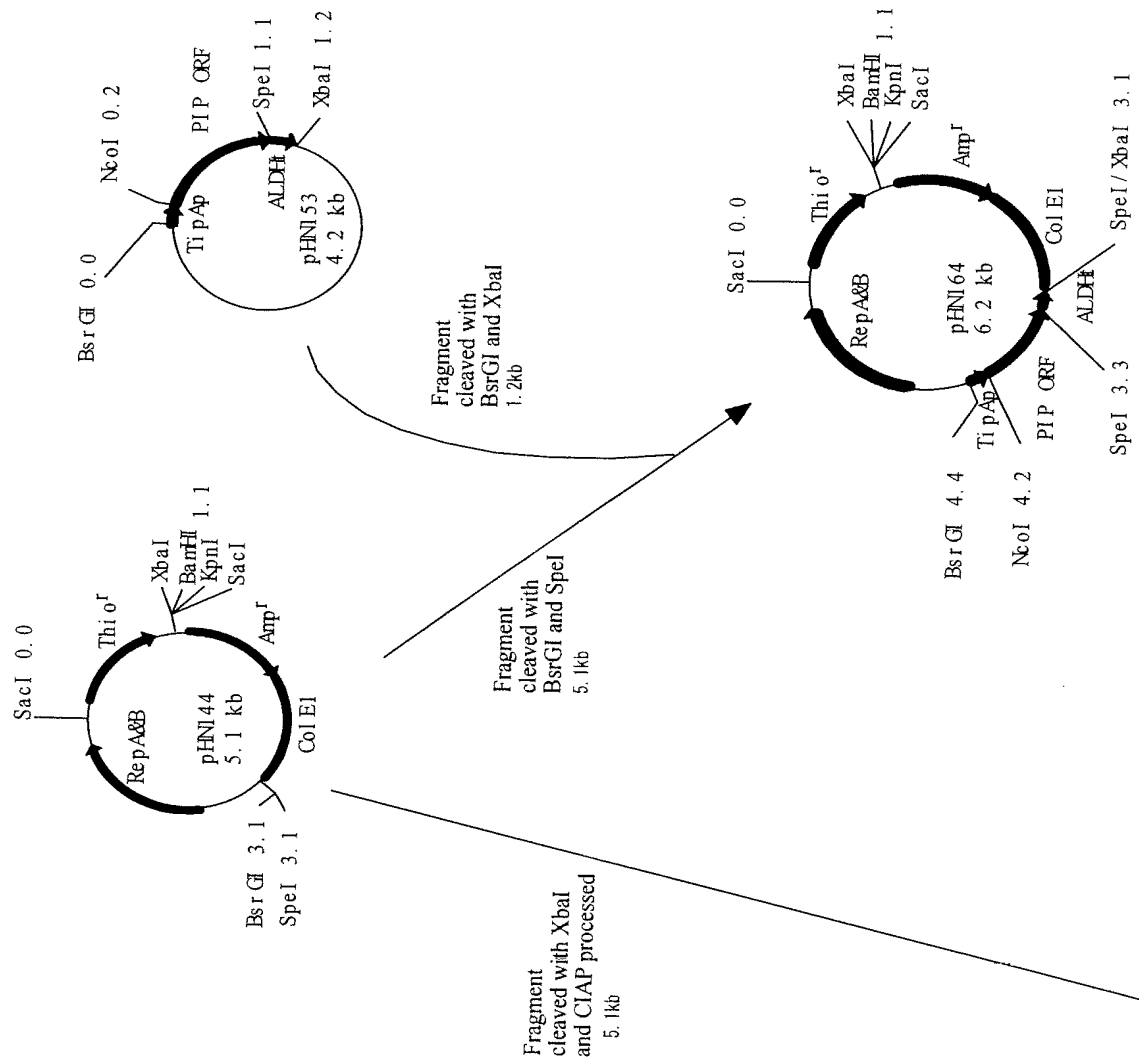 SacI 0.0
Thio^r
XbaI
BamHI 1.1
KpnI
SacI
Amp^r
ColE1
BsrGI 3.1
SpeI 3.1
RepA&B
pHN144
5.1 kb
BsrGI 0.0
NcoI 0.2
PIP ORF
SpeI 1.1
XbaI 1.2
TipAp
ALDHt
pHN153
4.2 kb
Fragment
cleaved with
BsrGI and XbaI
1.2kb
Fragment
cleaved with
BsrGI and SpeI
5.1kb
Fragment
cleaved with XbaI
and CIAP processed
5.1kb
SacI 0.0
Thio^r
XbaI
BamHI 1.1
KpnI
SacI
Amp^r
ColE1
SpeI/XbaI 3.1
ALDHt
SpeI 3.3
PIP ORF
NcoI 4.2
TipAp
BsrGI 4.4
RepA&B
pHN164
6.2 kb